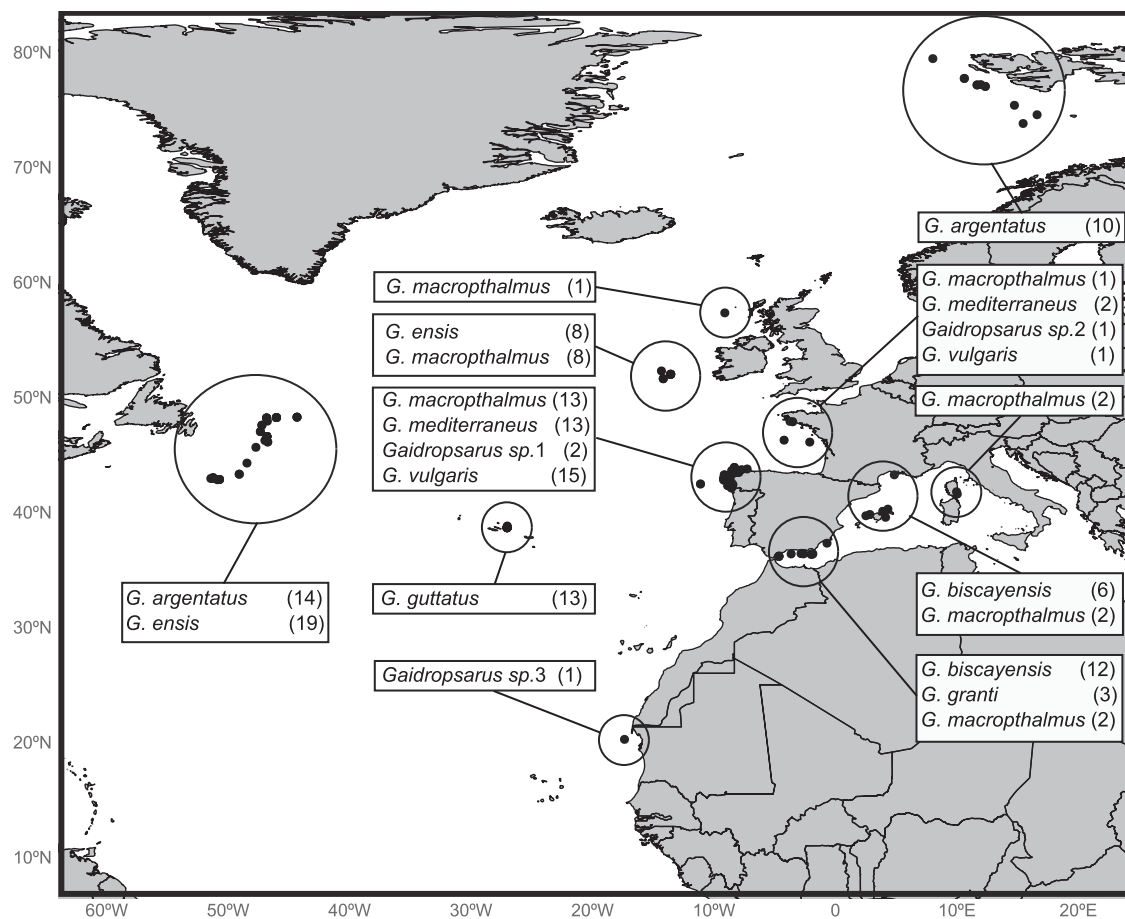 80ºN
70ºN
60ºN
50ºN
40ºN
30ºN
20ºN
10ºN
G. argentatus (10)
G. macropthalmus (1)
G. mediterraneus (2)
Gaidropsarus sp.2 (1)
G. vulgaris (1)
G. macropthalmus (2)
G. macropthalmus (1)
G. ensis (8)
G. macropthalmus (8)
G. macropthalmus (13)
G. mediterraneus (13)
Gaidropsarus sp.1 (2)
G. vulgaris (15)
G. argentatus (14)
G. ensis (19)
G. guttatus (13)
G. biscayensis (6)
G. macropthalmus (2)
Gaidropsarus sp.3 (1)
G. biscayensis (12)
G. granti (3)
G. macropthalmus (2)
60ºW 50ºW 40ºW 30ºW 20ºW 10ºW 0 10ºE 20ºE